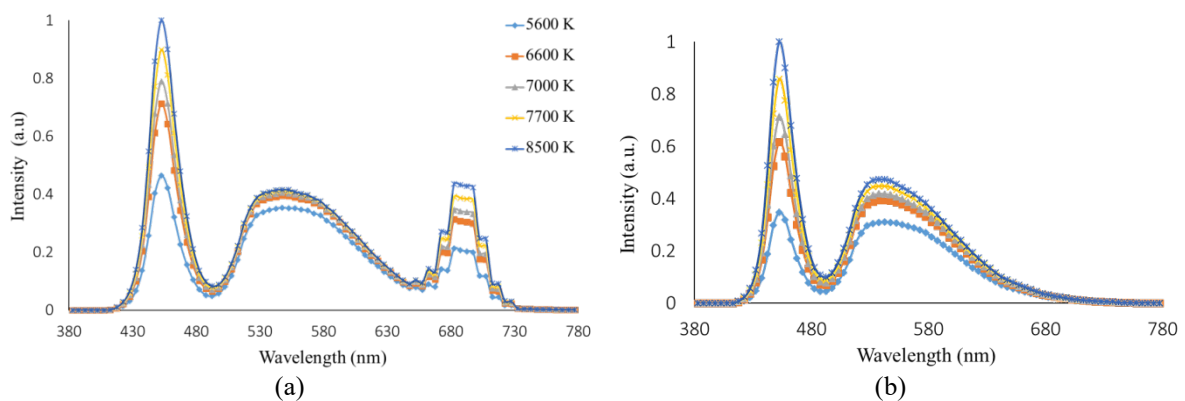 1
0.8
0.6
0.4
0.2
0
Intensity (a.u)
380 430 480 530 580 630 680 730 780
Wavelength (nm)
5600 K
6600 K
7000 K
7700 K
8500 K
(a)
1
0.8
0.6
0.4
0.2
0
Intensity (a.u.)
380 480 580 680 780
Wavelength (nm)
(b)